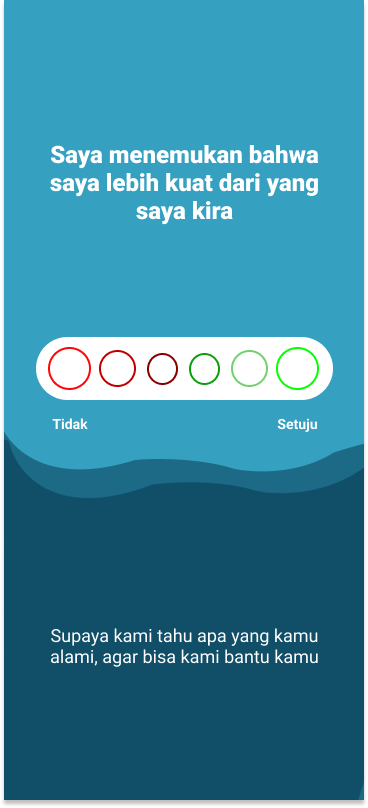 Saya menemukan bahwa
saya lebih kuat dari yang
saya kira
Tidak
Setuju
Supaya kami tahu apa yang kamu
alami, agar bisa kami bantu kamu